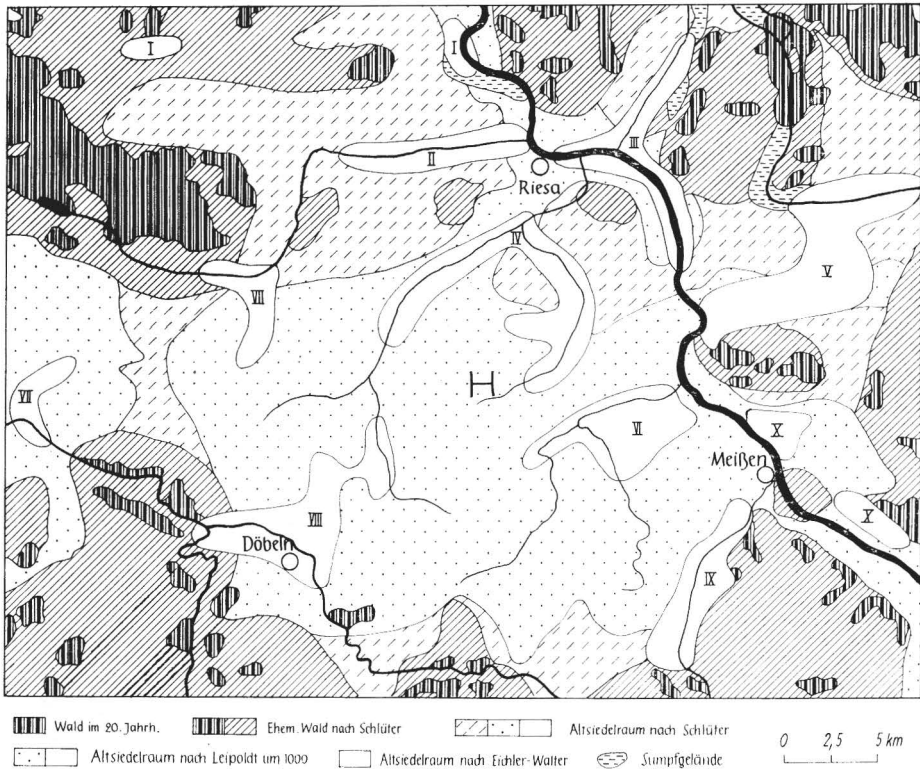 I
I
II
III
Riesa
IV
V
VII
VII
H
VI
X
Meißen
VIII
X
Döbeln
IX
Wald im 20. Jahrh.
Ehem. Wald nach Schlüter
Altsiedelraum nach Schlüter
Altsiedelraum nach Leipoldt um 1000
Altsiedelraum nach Eichler-Walter
Sumpfgelände
0 2,5 5 km